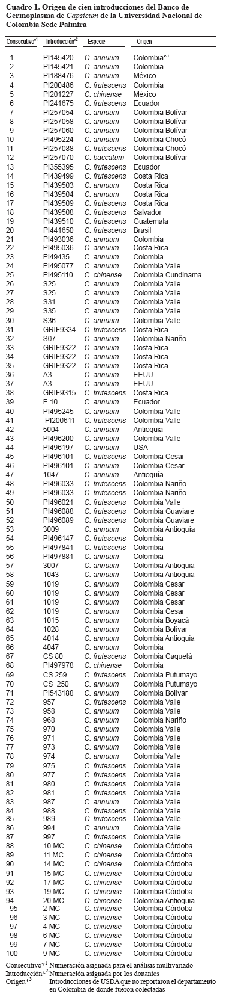 Cuadro 1. Origen de cien introducciones del Banco de
Germoplasma de Capsicum de la Universidad Nacional de
Colombia Sede Palmira
Consecutivo*1 Introducción*2 Especie Origen
1 PI145420 C. annuum Colombia*3
2 PI145421 C. annuum Colombia
3 PI188476 C. annuum México
4 PI200486 C. frutescens Colombia
5 PI201227 C. chinense México
6 PI241675 C. frutescens Ecuador
7 PI257054 C. annuum Colombia Bolívar
8 PI257058 C. annuum Colombia Bolívar
9 PI257060 C. annuum Colombia Bolívar
10 PI495224 C. annuum Colombia Chocó
11 PI257088 C. frutescens Colombia Chocó
12 PI257070 C. baccatum Colombia Bolívar
13 PI355395 C. frutescens Ecuador
14 PI439499 C. frutescens Costa Rica
15 PI439503 C. annuum Costa Rica
16 PI439504 C. annuum Costa Rica
17 PI439509 C. frutescens Costa Rica
18 PI439508 C. frutescens Salvador
19 PI439510 C. frutescens Guatemala
20 PI441650 C. frutescens Brasil
21 PI493036 C. annuum Colombia
22 PI495036 C. annuum Costa Rica
23 PI49435 C. annuum Colombia
24 PI495077 C. annuum Colombia Valle
25 PI495110 C. chinense Colombia Cundinama
26 S25 C. annuum Colombia Valle
27 S25 C. annuum Colombia Valle
28 S31 C. annuum Colombia Valle
29 S35 C. annuum Colombia Valle
30 S36 C. annuum Colombia Valle
31 GRIF9334 C. frutescens Costa Rica
32 S07 C. annuum Colombia Nariño
33 GRIF9322 C. annuum Costa Rica
34 GRIF9322 C. annuum Costa Rica
35 GRIF9322 C. annuum Costa Rica
36 A3 C. annuum EEUU
37 A3 C. annuum EEUU
38 GRIF9315 C. frutescens Costa Rica
39 E 10 C. annuum Ecuador
40 PI495245 C. annuum Colombia Valle
41 PI200611 C. frutescens Colombia Valle
42 5004 C. annuum Antioquia
43 PI496200 C. annuum Colombia Valle
44 PI496197 C. annuum USA
45 PI496101 C. frutescens Colombia Cesar
46 PI496101 C. annuum Colombia Cesar
47 1047 C. annuum Antioquía
48 PI496033 C. frutescens Colombia Nariño
49 PI496033 C. frutescens Colombia Nariño
50 PI496021 C. frutescens Colombia Valle
51 PI496088 C. frutescens Colombia Guaviare
52 PI496089 C. frutescens Colombia Guaviare
53 3009 C. annuum Colombia Antioquía
54 PI496147 C. frutescens Colombia
55 PI497841 C. frutescens Colombia
56 PI497881 C. annuum Colombia
57 3007 C. annuum Colombia Antioquia
58 1043 C. annuum Colombia Antioquia
59 1019 C. annuum Colombia Cesar
60 1019 C. annuum Colombia Cesar
61 1019 C. annuum Colombia Cesar
62 1019 C. annuum Colombia Cesar
63 1015 C. annuum Colombia Boyacá
64 1028 C. annuum Colombia Bolívar
65 4014 C. annuum Colombia Antioquia
66 4047 C. annuum Colombia
67 CS 80 C. frutescens Colombia Caquetá
68 PI497978 C. chinense Colombia
69 CS 259 C. frutescens Colombia Putumayo
70 CS 250 C. annuum Colombia Putumayo
71 PI543188 C. annuum Colombia Bolívar
72 957 C. frutescens Colombia Valle
73 958 C. annuum Colombia Valle
74 968 C. annuum Colombia Nariño
75 970 C. annuum Colombia Valle
76 971 C. annuum Colombia Valle
77 973 C. annuum Colombia Valle
78 974 C. annuum Colombia Valle
79 975 C. frutescens Colombia Valle
80 977 C. frutescens Colombia Valle
81 980 C. frutescens Colombia Valle
82 981 C. frutescens Colombia Valle
83 987 C. annuum Colombia Valle
84 988 C. frutescens Colombia Valle
85 989 C. frutescens Colombia Valle
86 994 C. annuum Colombia Valle
87 997 C. frutescens Colombia Valle
88 10 MC C. chinense Colombia Córdoba
89 11 MC C. chinense Colombia Córdoba
90 14 MC C. chinense Colombia Córdoba
91 15 MC C. chinense Colombia Córdoba
92 17 MC C. chinense Colombia Córdoba
93 19 MC C. chinense Colombia Córdoba
94 20 MC C. chinense Colombia Antioquia
95 2 MC C. chinense Colombia Córdoba
96 3 MC C. chinense Colombia Córdoba
97 4 MC C. chinense Colombia Córdoba
98 6 MC C. chinense Colombia Córdoba
99 7 MC C. chinense Colombia Córdoba
100 9 MC C. chinense Colombia Córdoba
Consecutivo*1 Numeración asignada para el análisis multivariado
Introducción*2 Numeración asignada por los donantes
Origen*3 Introducciones de USDA que no reportaron el departamento
en Colombia de donde fueron colectadas